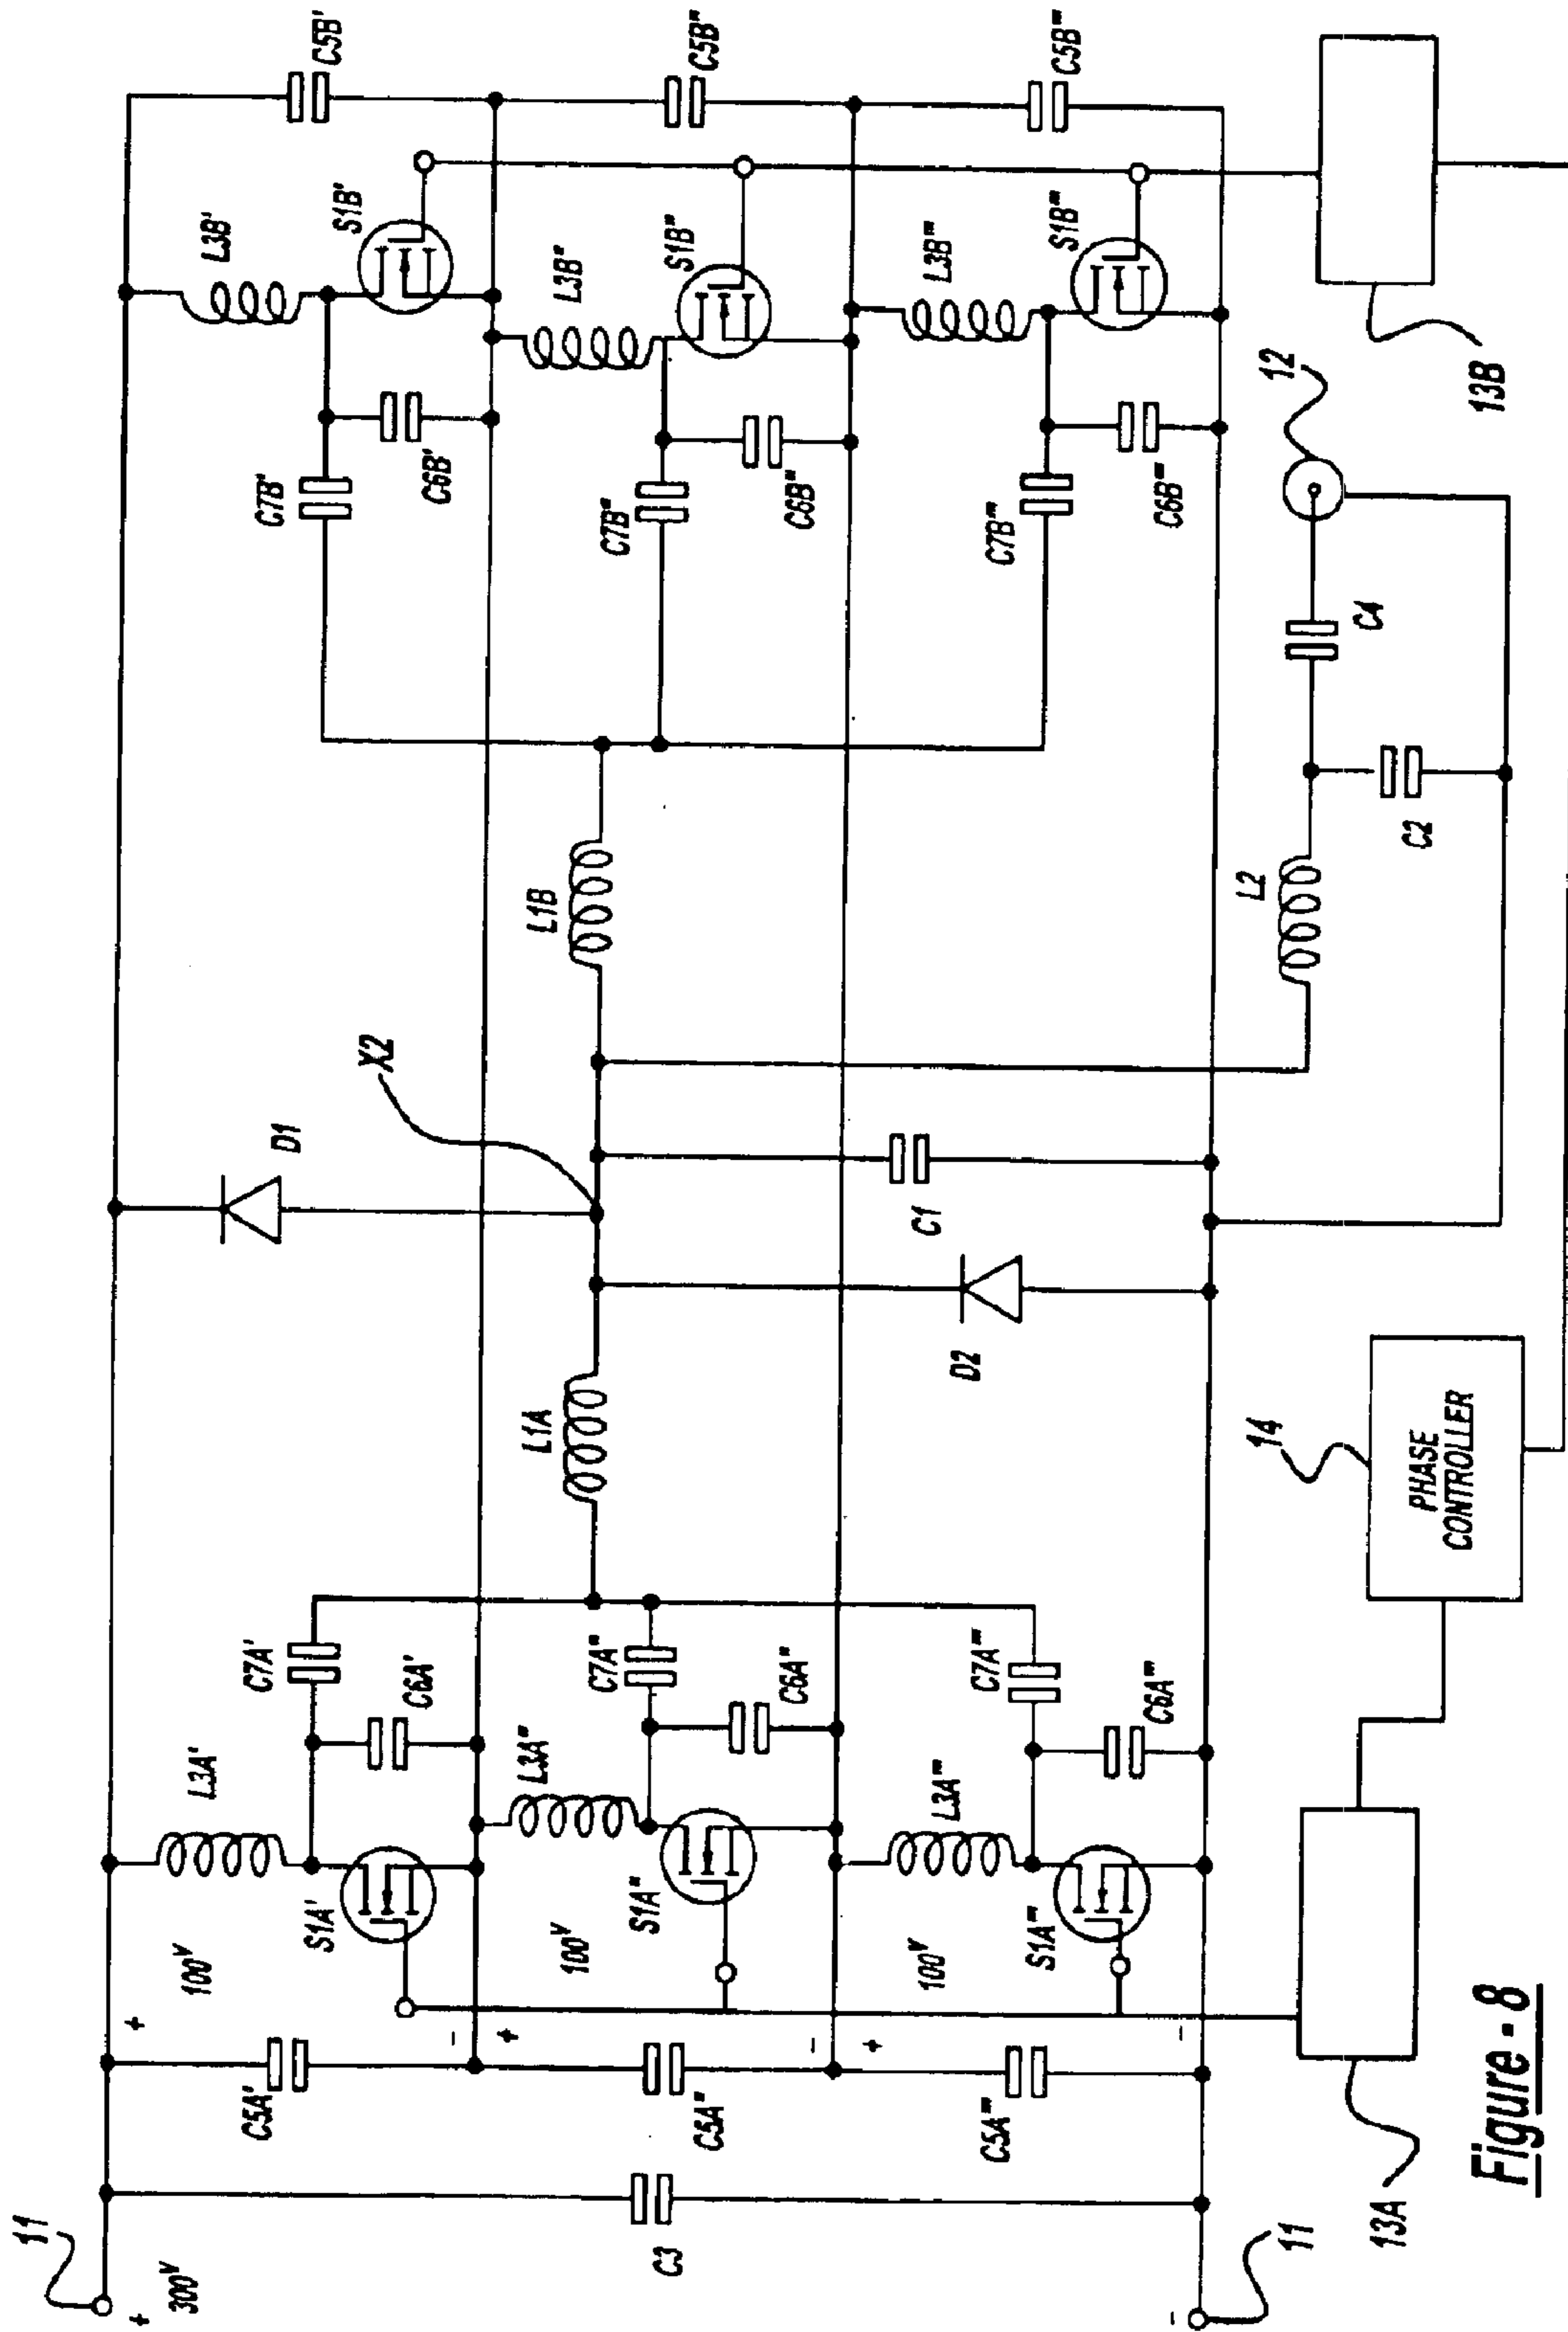 11
+
300V
-
11
C3
C5A'
C5A"
C5A"'
+
-
+
-
+
-
100V
100V
100V
L3A'
L3A"
L3A"'
S1A'
S1A"
S1A"'
C7A'
C6A'
C7A"
C6A"
C7A"'
C6A"'
L1A
D1
D2
X2
C1
L1B
C7B'
C6B'
C7B"
C6B"
C7B"'
C6B"'
L3B'
L3B"
L3B"'
S1B'
S1B"
S1B"'
C5B'
C5B"
C5B"'
L2
C2
C4
12
13A
14
PHASE
CONTROLLER
13B
Figure - 8